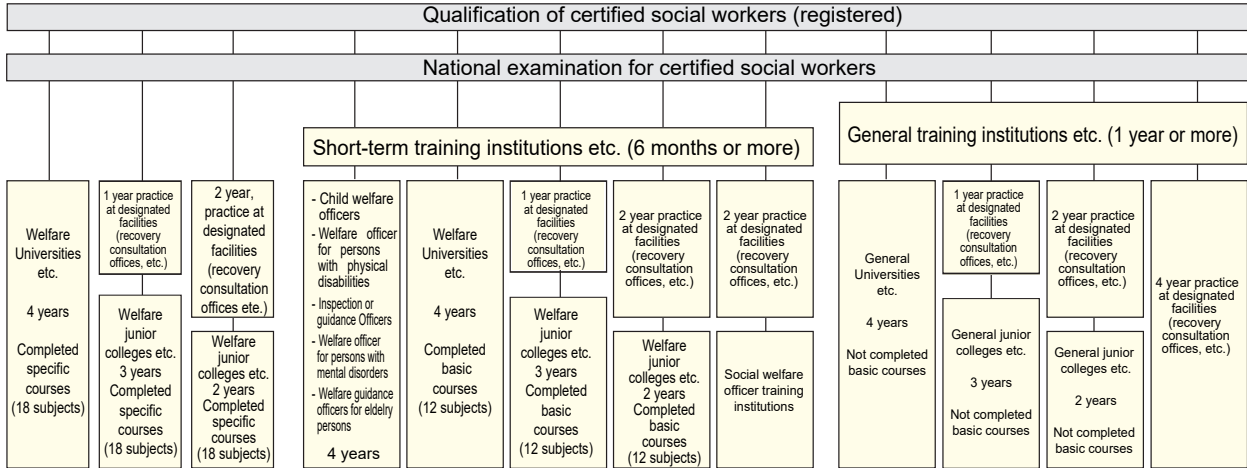 Qualification of certified social workers (registered)
National examination for certified social workers
Short-term training institutions etc. (6 months or more)
General training institutions etc. (1 year or more)
Welfare
Universities
etc.
4 years
Completed
specific
courses
(18 subjects)
1 year practice
at designated
facilities
(recovery
consultation
offices, etc.)
Welfare
junior
colleges etc.
3 years
Completed
specific
courses
(18 subjects)
2 year,
practice at
designated
facilities
(recovery
consultation
offices ete.)
Welfare
junior
colleges etc.
2 years
Completed
specific
courses
(18 subjects)
- Child welfare
officers
- Welfare officer
for persons
with physical
disabilities
- Inspection or
guidance Officers
- Welfare officer
for persons with
mental disorders
- Welfare guidance
officers for eldelry
persons
4 years
Welfare
Universities
etc.
4 years
Completed
basic
courses
(12 subjects)
1 year practice
at designated
facilities
(recovery
consultation
offices, etc.)
Welfare
junior
colleges etc.
3 years
Completed
basic
courses
(12 subjects)
2 year practice
at designated
facilities
(recovery
consultation
offices, etc.)
Welfare
junior
colleges etc.
2 years
Completed
basic
courses
(12 subjects)
2 year practice
at designated
facilities
(recovery
consultation
offices, etc.)
Social welfare
officer training
institutions
General
Universities
etc.
4 years
Not completed
basic courses
1 year practice
at designated
facilities
(recovery
consultation
offices, etc.)
General junior
colleges etc.
3 years
Not completed
basic courses
2 year practice
at designated
facilities
(recovery
consultation
offices, etc.)
General junior
colleges etc.
2 years
Not completed
basic courses
4 year practice
at designated
facilities
(recovery
consultation
offices, etc.)